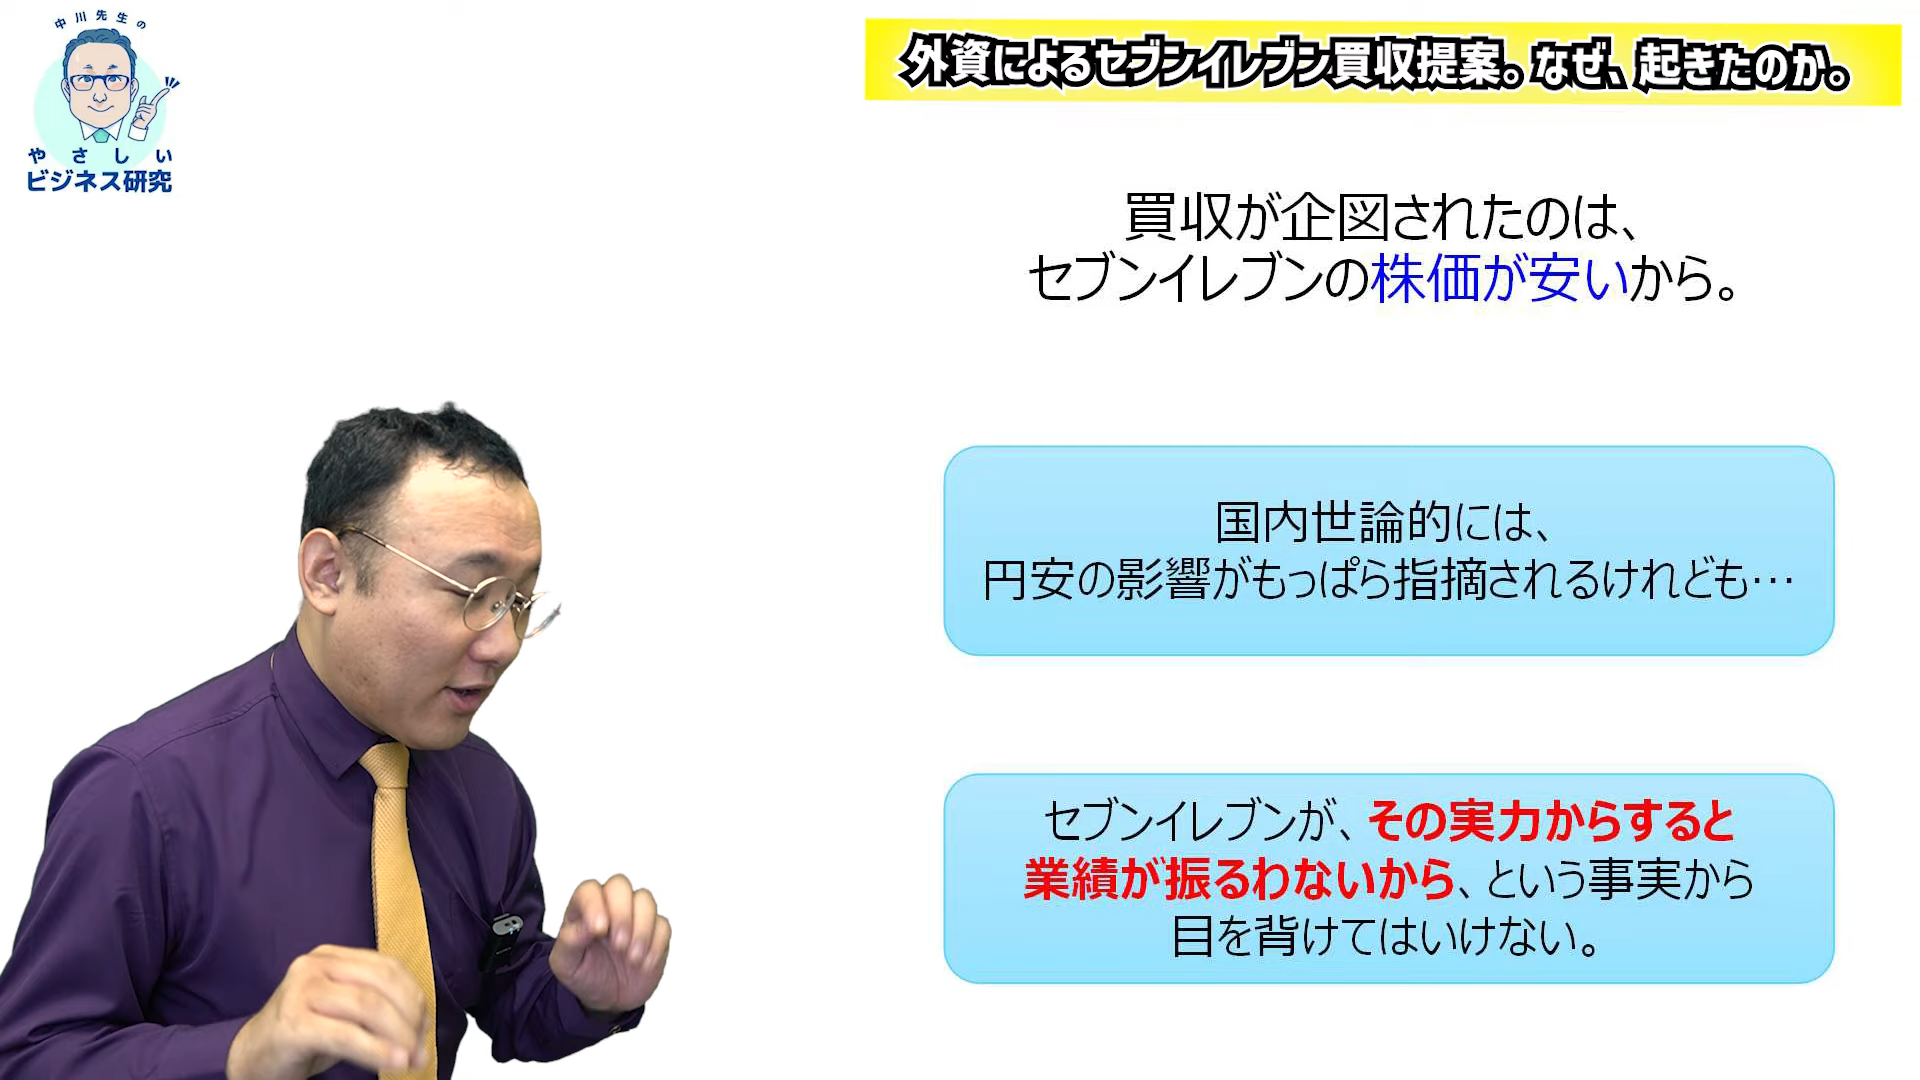 中川先生の
やさしい
ビジネス研究
外資によるセブンイレブン買収提案。なぜ、起きたのか。
買収が企図されたのは、
セブンイレブンの株価が安いから。
国内世論的には、
円安の影響がもっぱら指摘されるけれども…
セブンイレブンが、その実力からすると
業績が振るわないから、という事実から
目を背けてはいけない。